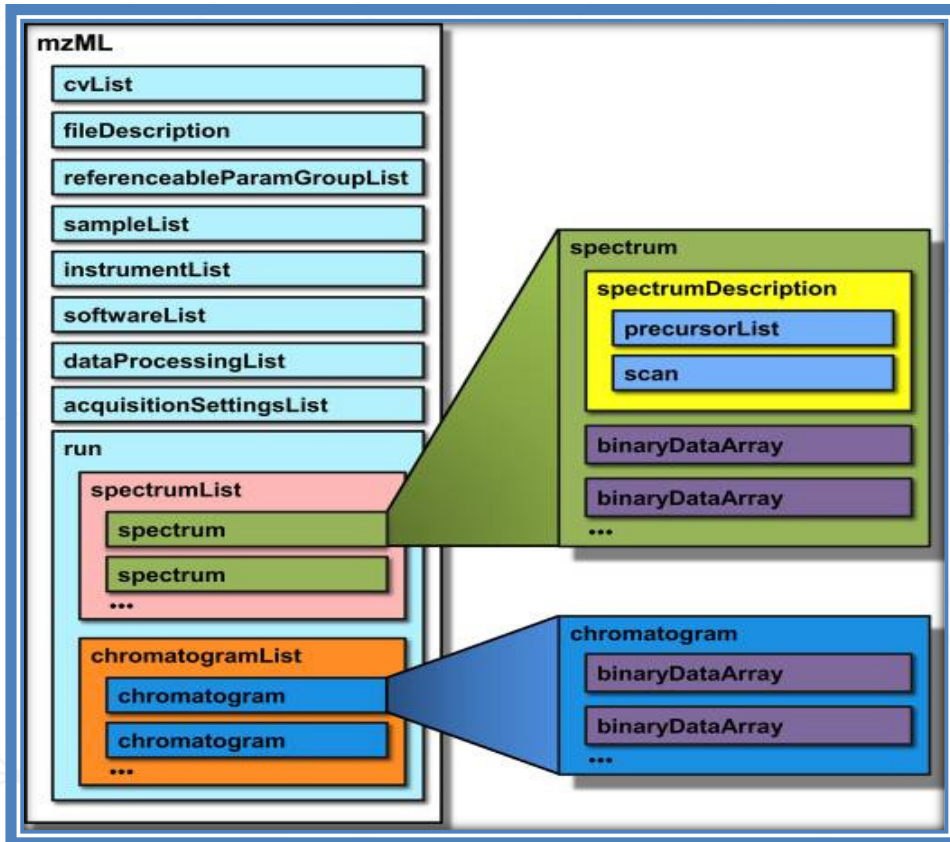 mzML
cvList
fileDescription
referenceableParamGroupList
sampleList
instrumentList
softwareList
dataProcessingList
acquisitionSettingsList
run
spectrumList
spectrum
spectrum
...
chromatogramList
chromatogram
chromatogram
...
spectrum
spectrumDescription
precursorList
scan
binaryDataArray
binaryDataArray
...
chromatogram
binaryDataArray
binaryDataArray
...